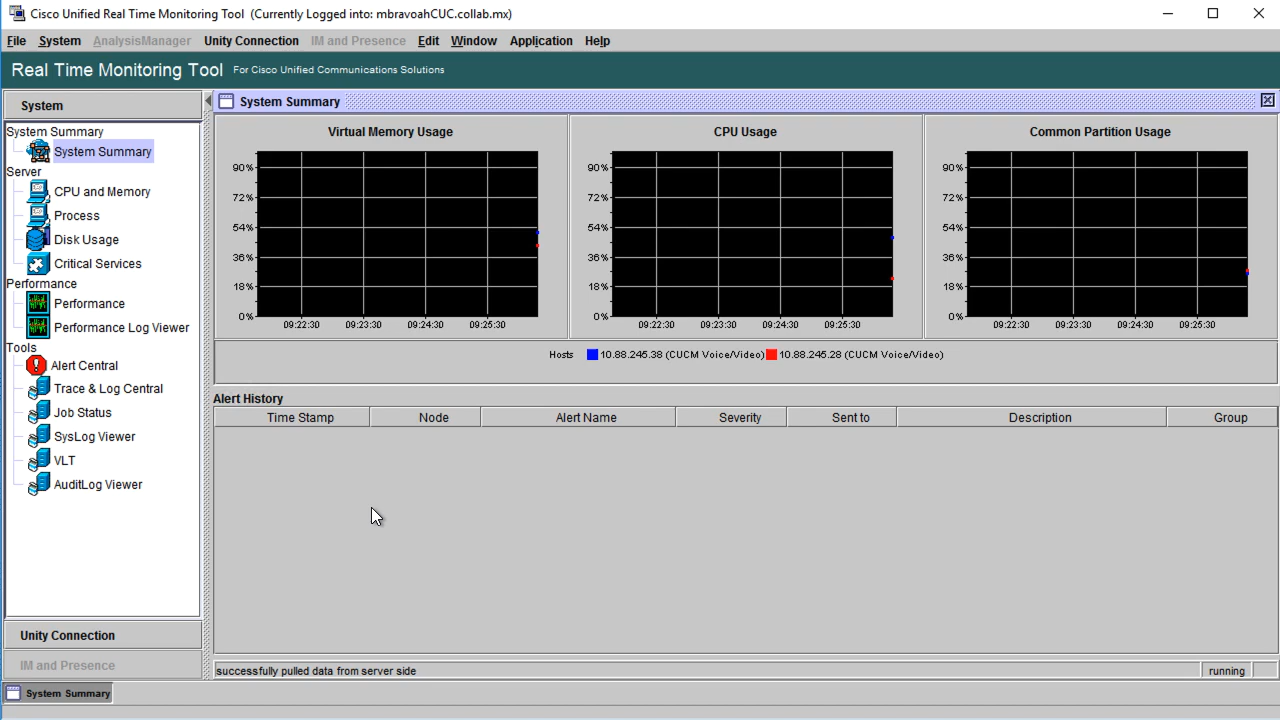 Cisco Unified Real Time Monitoring Tool (Currently Logged into: mbravoahCUC.collab.mx)
File System AnalysisManager Unity Connection IM and Presence Edit Window Application Help
Real Time Monitoring Tool For Cisco Unified Communications Solutions
System
System Summary
System Summary
Server
CPU and Memory
Process
Disk Usage
Critical Services
Performance
Performance
Performance Log Viewer
Tools
Alert Central
Trace & Log Central
Job Status
SysLog Viewer
VLT
AuditLog Viewer
Unity Connection
IM and Presence
System Summary
Virtual Memory Usage
90%
72%
54%
36%
18%
0%
09:22:30 09:23:30 09:24:30 09:25:30
CPU Usage
90%
72%
54%
36%
18%
0%
09:22:30 09:23:30 09:24:30 09:25:30
Common Partition Usage
90%
72%
54%
36%
18%
0%
09:22:30 09:23:30 09:24:30 09:25:30
Hosts 10.88.245.38 (CUCM Voice/Video) 10.88.245.28 (CUCM Voice/Video)
Alert History
Time Stamp Node Alert Name Severity Sent to Description Group
successfully pulled data from server side running
System Summary